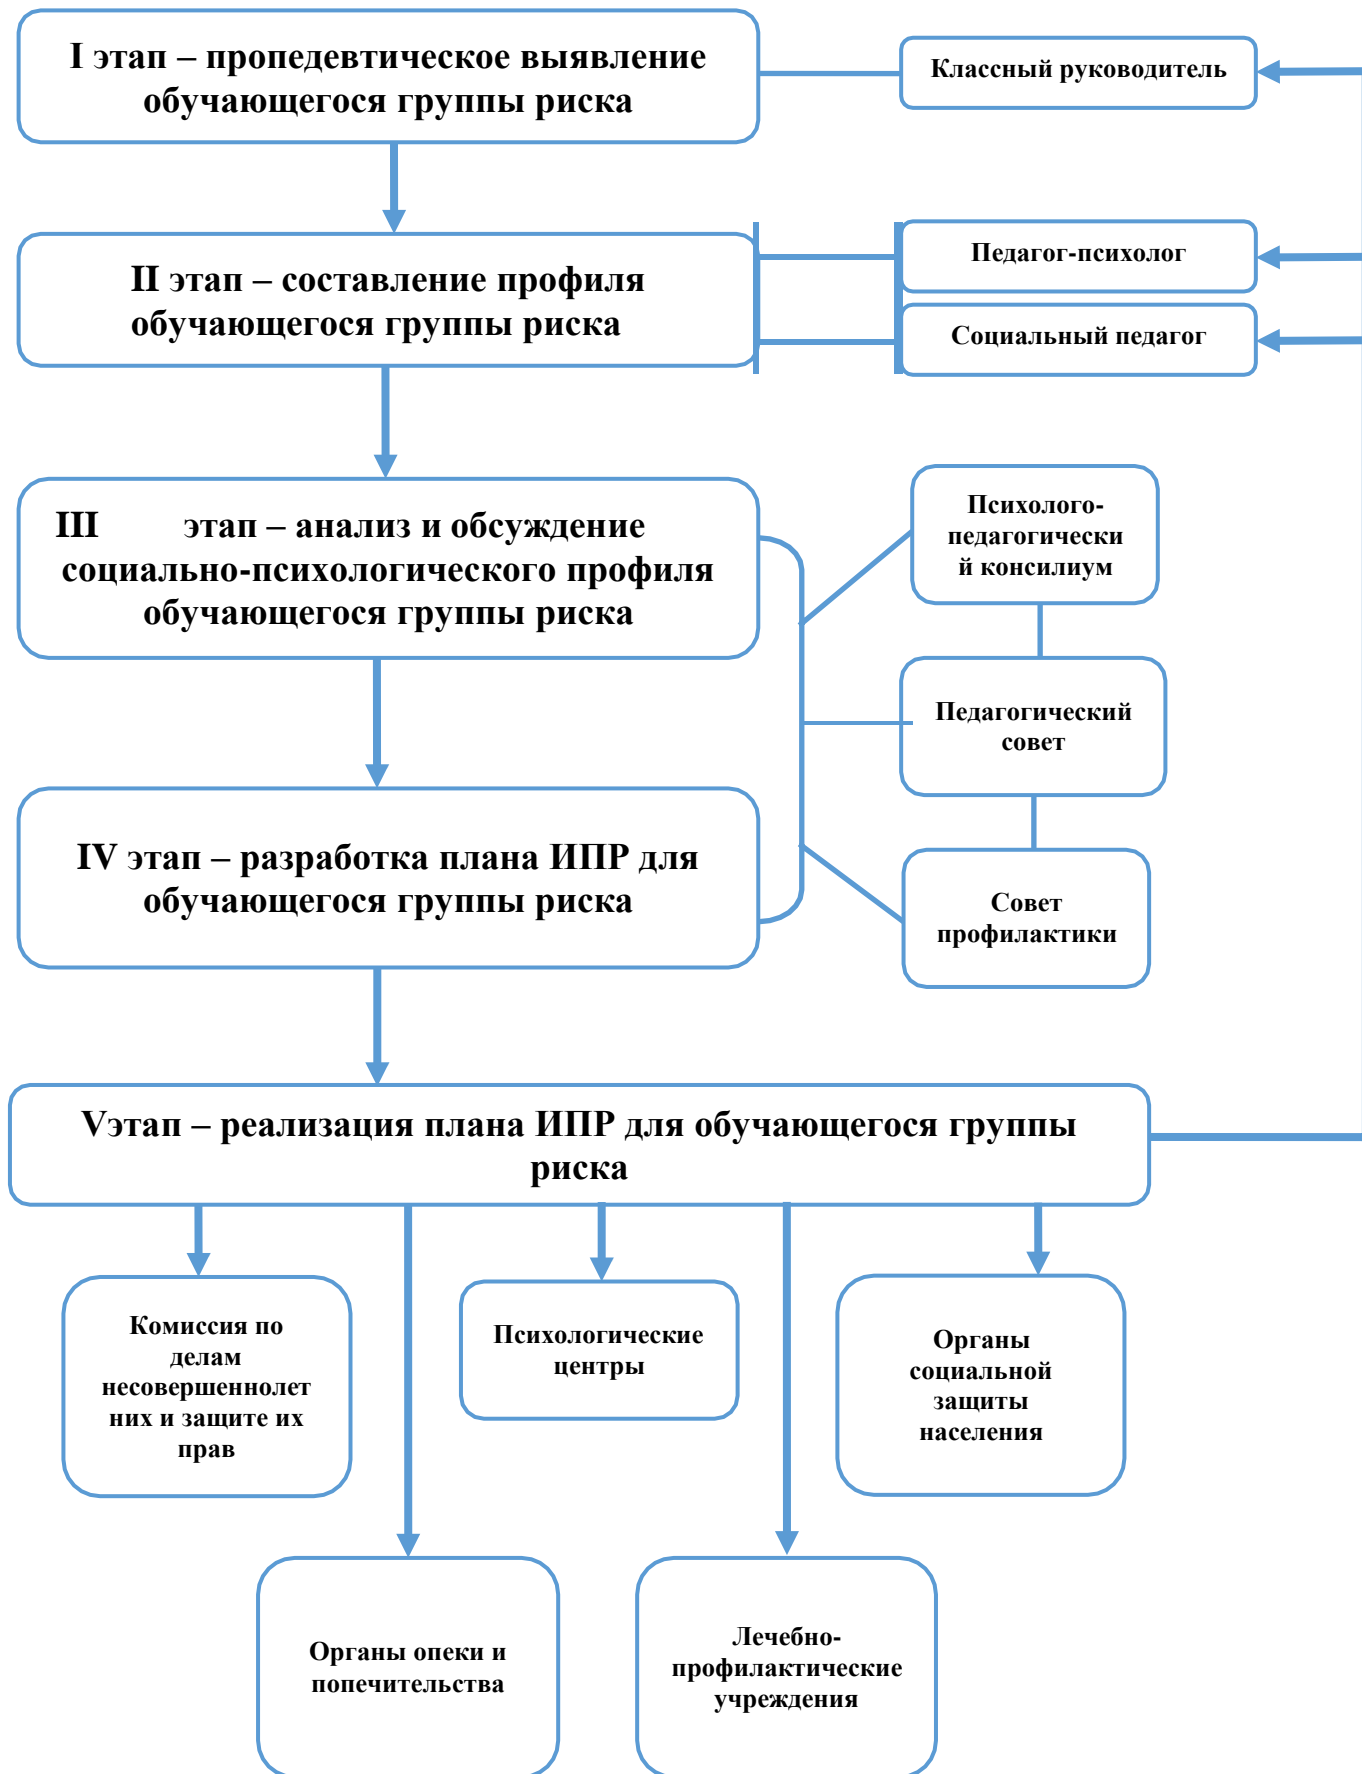 I этап – пропедевтическое выявление
обучающегося группы риска
Классный руководитель
II этап – составление профиля
обучающегося группы риска
Педагог-психолог
Социальный педагог
III этап – анализ и обсуждение
социально-психологического профиля
обучающегося группы риска
Психолого-
педагогически
й консилиум
Педагогический
совет
IV этап – разработка плана ИПР для
обучающегося группы риска
Совет
профилактики
Vэтап – реализация плана ИПР для обучающегося группы
риска
Комиссия по
делам
несовершеннолет
них и защите их
прав
Психологические
центры
Органы
социальной
защиты
населения
Органы опеки и
попечительства
Лечебно-
профилактические
учреждения